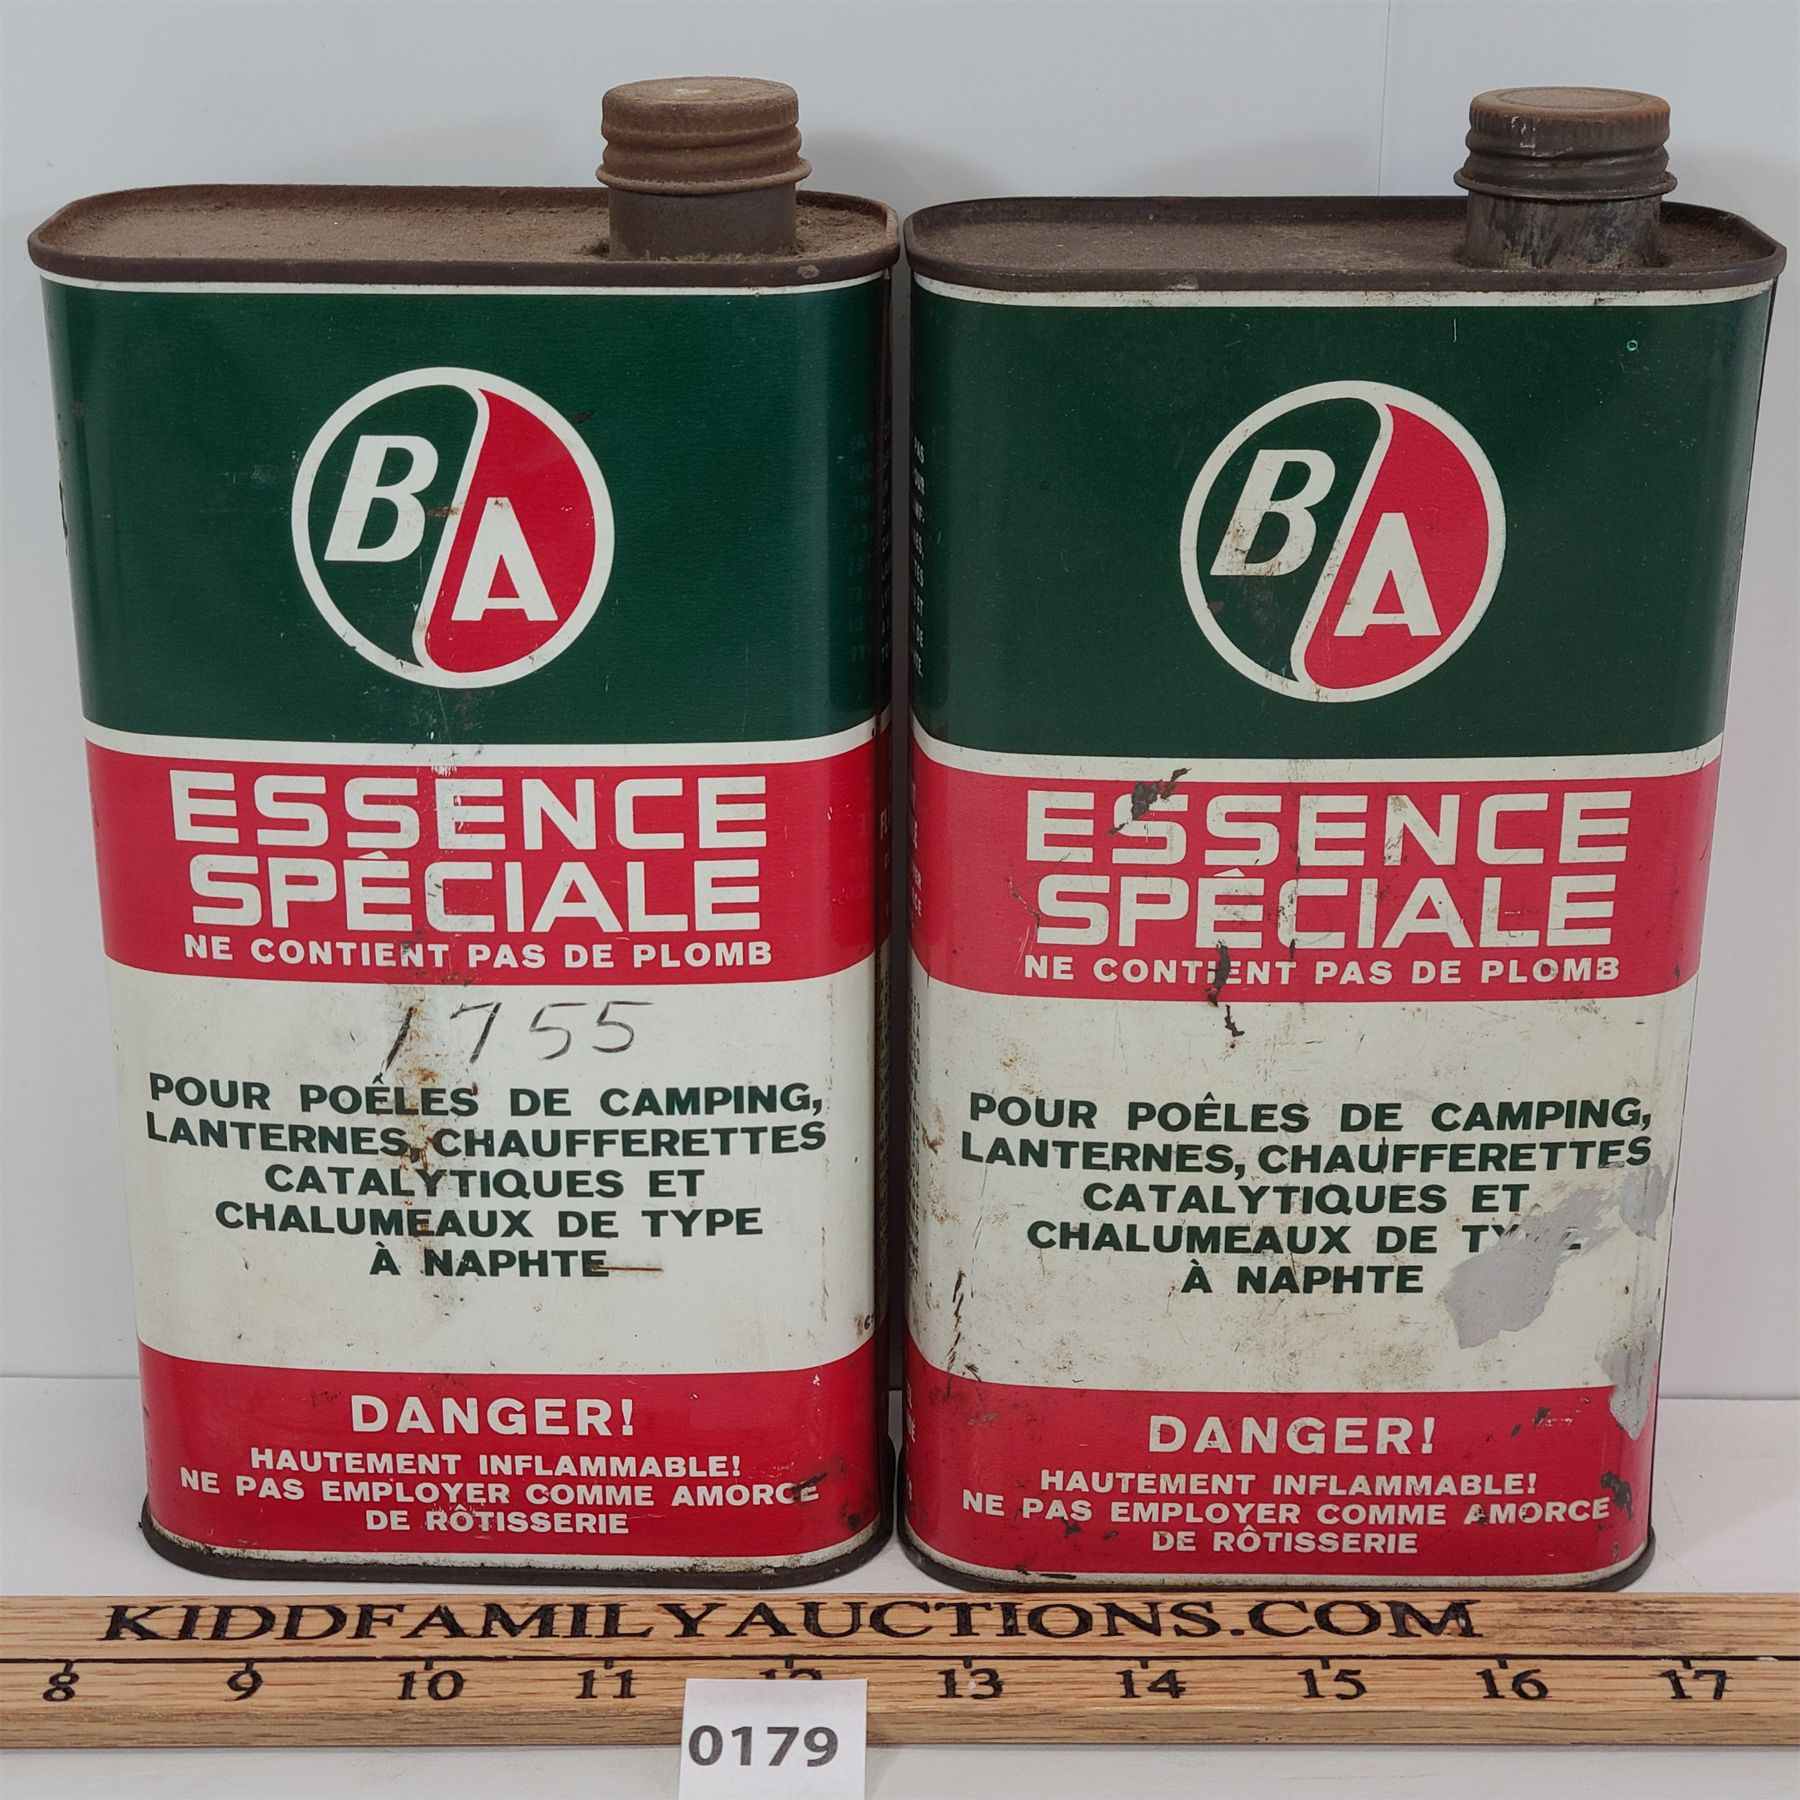 BA
ESSENCE
SPÉCIALE
NE CONTIENT PAS DE PLOMB
1755
POUR POÊLES DE CAMPING,
LANTERNES, CHAUFFERETTES
CATALYTIQUES ET
CHALUMEAUX DE TYPE
À NAPHTE
DANGER!
HAUTEMENT INFLAMMABLE!
NE PAS EMPLOYER COMME AMORCE
DE RÔTISSERIE
BA
ESSENCE
SPÉCIALE
NE CONTIENT PAS DE PLOMB
POUR POÊLES DE CAMPING,
LANTERNES, CHAUFFERETTES
CATALYTIQUES ET
CHALUMEAUX DE TYPE
À NAPHTE
DANGER!
HAUTEMENT INFLAMMABLE!
NE PAS EMPLOYER COMME AMORCE
DE RÔTISSERIE
KIDDFAMILYAUCTIONS.COM
8 9 10 11 12 13 14 15 16 17
0179